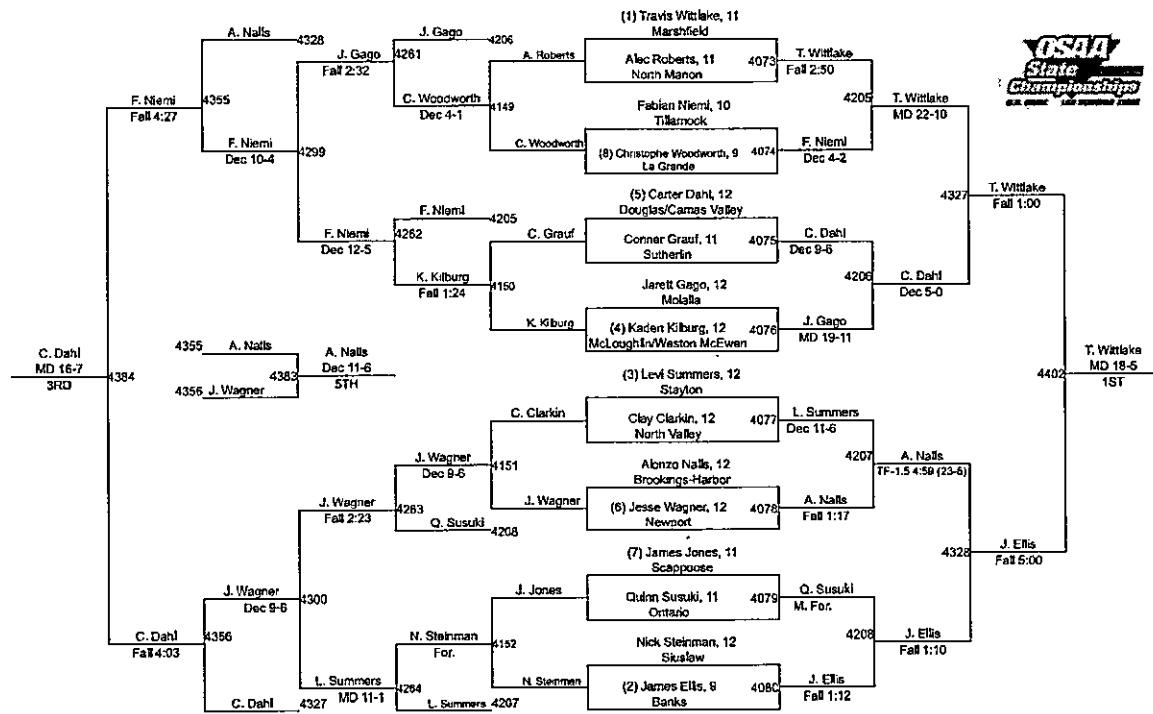 OSAA
State
Championships
(1) Travis Wittlake, 11
Marshfield
Alec Roberts, 11
North Marion
4073
T. Wittlake
Fall 2:50
Fabian Niemi, 10
Tillamock
(8) Christophe Woodworth, 9
La Grande
4074
F. Niemi
Dec 4-2
4205
T. Wittlake
MD 22-10
(5) Carter Dahl, 12
Douglas/Camas Valley
Conner Grauf, 11
Sutherlin
4075
C. Dahl
Dec 9-6
Jarett Gago, 12
Molalla
(4) Kaden Kilburg, 12
McLoughlin/Weston McEwen
4076
J. Gago
MD 19-11
4206
C. Dahl
Dec 5-0
4327
T. Wittlake
Fall 1:00
(3) Levi Summers, 12
Stayton
Clay Clarkin, 12
North Valley
4077
L. Summers
Dec 11-6
Alonzo Nalls, 12
Brookings-Harbor
(6) Jesse Wagner, 12
Newport
4078
A. Nalls
Fall 1:17
4207
A. Nalls
TF-1.5 4:59 (23-8)
(7) James Jones, 11
Scappoose
Quinn Susuki, 11
Ontario
4079
Q. Susuki
M. For.
Nick Steinman, 12
Siuslaw
(2) James Ellis, 9
Banks
4080
J. Ellis
Fall 1:12
4208
J. Ellis
Fall 1:10
4328
J. Ellis
Fall 5:00
4402
T. Wittlake
MD 18-5
1ST
A. Roberts
C. Woodworth
4149
C. Woodworth
Dec 4-1
J. Gago
4206
4261
J. Gago
Fall 2:32
C. Grauf
K. Kilburg
4150
K. Kilburg
Fall 1:24
F. Niemi
4205
4262
F. Niemi
Dec 12-5
4299
F. Niemi
Dec 10-4
A. Nalls
4328
4355
F. Niemi
Fall 4:27
C. Clarkin
J. Wagner
4151
J. Wagner
Dec 9-6
Q. Susuki
4208
4263
J. Wagner
Fall 2:23
J. Jones
N. Steinman
4152
N. Steinman
For.
L. Summers
4207
4264
L. Summers
MD 11-1
4300
J. Wagner
Dec 9-6
C. Dahl
4327
4356
C. Dahl
Fall 4:03
4384
C. Dahl
MD 16-7
3RD
4355
A. Nalls
4356
J. Wagner
4383
A. Nalls
Dec 11-6
5TH